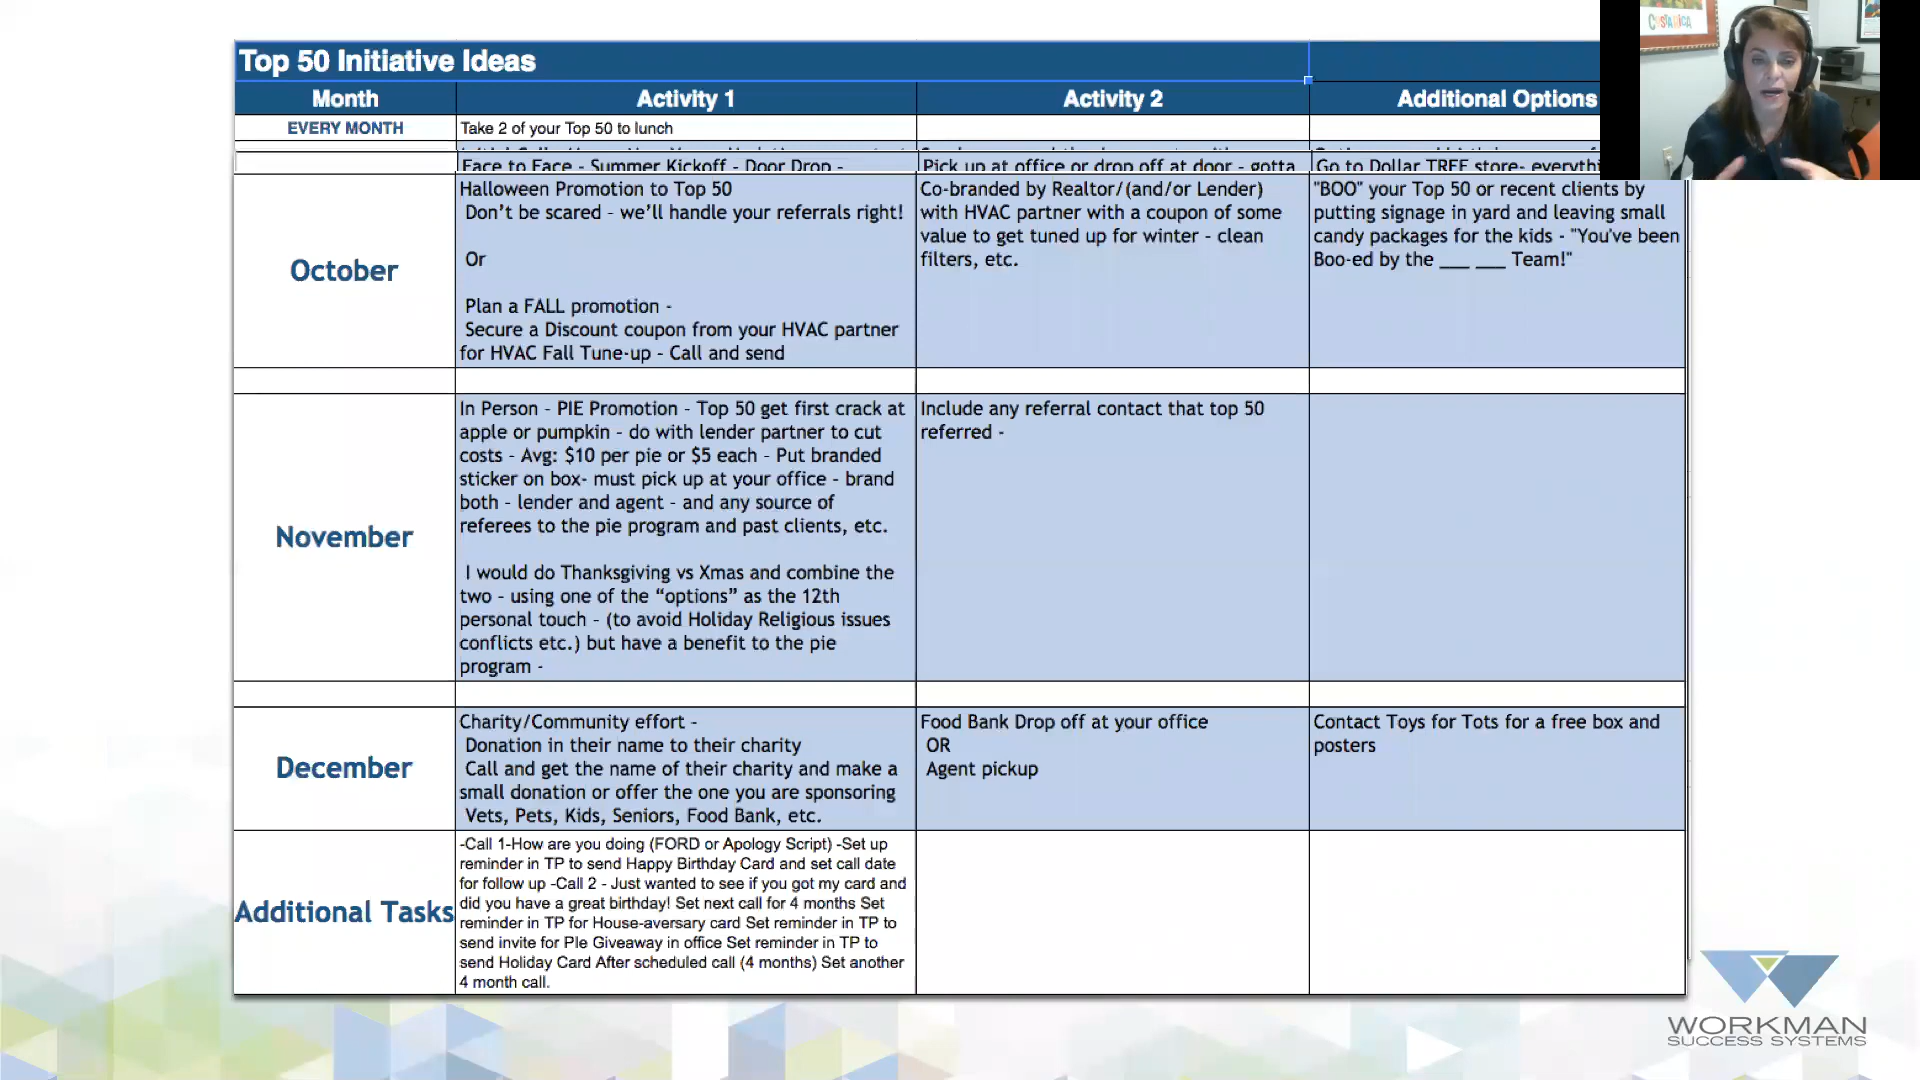 Top 50 Initiative Ideas
Month
Activity 1
Activity 2
Additional Options
EVERY MONTH
Take 2 of your Top 50 to lunch
Face to Face - Summer Kickoff - Door Drop -
Pick up at office or drop off at door - gotta
Go to Dollar TREE store- everythi
October
Halloween Promotion to Top 50
Don't be scared - we'll handle your referrals right!
Or
Plan a FALL promotion -
Secure a Discount coupon from your HVAC partner
for HVAC Fall Tune-up - Call and send
Co-branded by Realtor/(and/or Lender)
with HVAC partner with a coupon of some
value to get tuned up for winter - clean
filters, etc.
"BOO" your Top 50 or recent clients by
putting signage in yard and leaving small
candy packages for the kids - "You've been
Boo-ed by the ___ ___ Team!"
November
In Person - PIE Promotion - Top 50 get first crack at
apple or pumpkin - do with lender partner to cut
costs - Avg: $10 per pie or $5 each - Put branded
sticker on box- must pick up at your office - brand
both - lender and agent - and any source of
referees to the pie program and past clients, etc.
I would do Thanksgiving vs Xmas and combine the
two - using one of the “options” as the 12th
personal touch - (to avoid Holiday Religious issues
conflicts etc.) but have a benefit to the pie
program -
Include any referral contact that top 50
referred -
December
Charity/Community effort -
Donation in their name to their charity
Call and get the name of their charity and make a
small donation or offer the one you are sponsoring
Vets, Pets, Kids, Seniors, Food Bank, etc.
Food Bank Drop off at your office
OR
Agent pickup
Contact Toys for Tots for a free box and
posters
Additional Tasks
-Call 1-How are you doing (FORD or Apology Script) -Set up
reminder in TP to send Happy Birthday Card and set call date
for follow up -Call 2 - Just wanted to see if you got my card and
did you have a great birthday! Set next call for 4 months Set
reminder in TP for House-aversary card Set reminder in TP to
send invite for PIe Giveaway in office Set reminder in TP to
send Holiday Card After scheduled call (4 months) Set another
4 month call.
COSTA RICA
WORKMAN
SUCCESS SYSTEMS